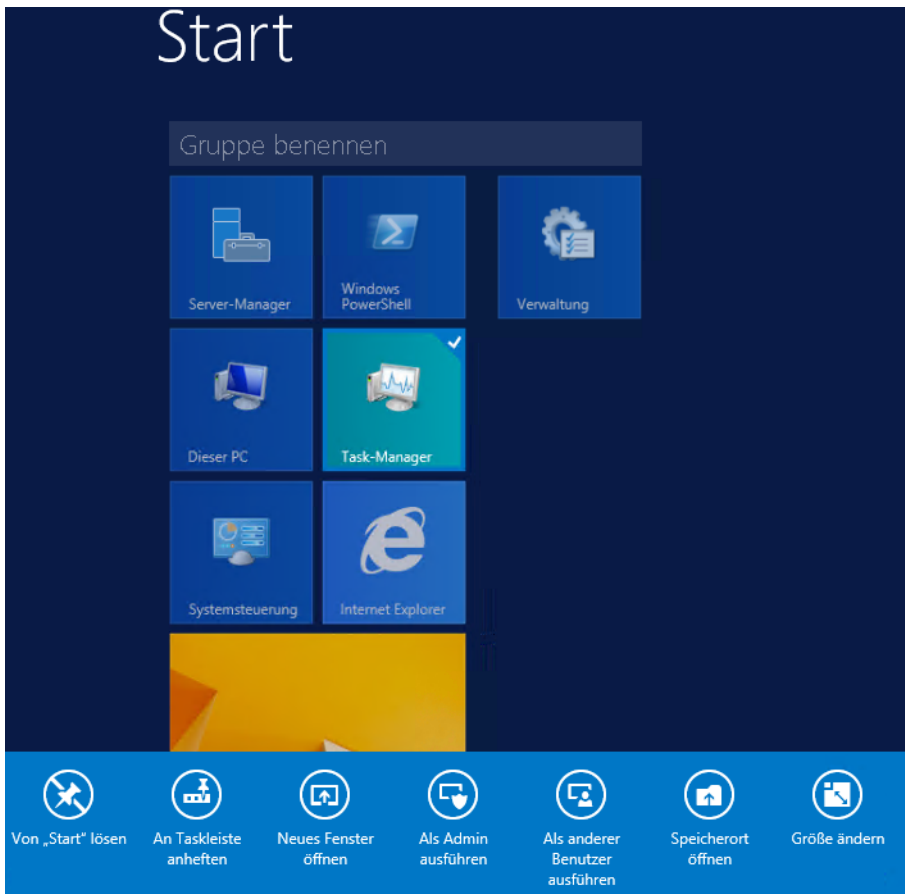 Start
Gruppe benennen
Server-Manager
Windows
PowerShell
Verwaltung
Dieser PC
Task-Manager
Systemsteuerung
Internet Explorer
Von „Start“ lösen
An Taskleiste
anheften
Neues Fenster
öffnen
Als Admin
ausführen
Als anderer
Benutzer
ausführen
Speicherort
öffnen
Größe ändern